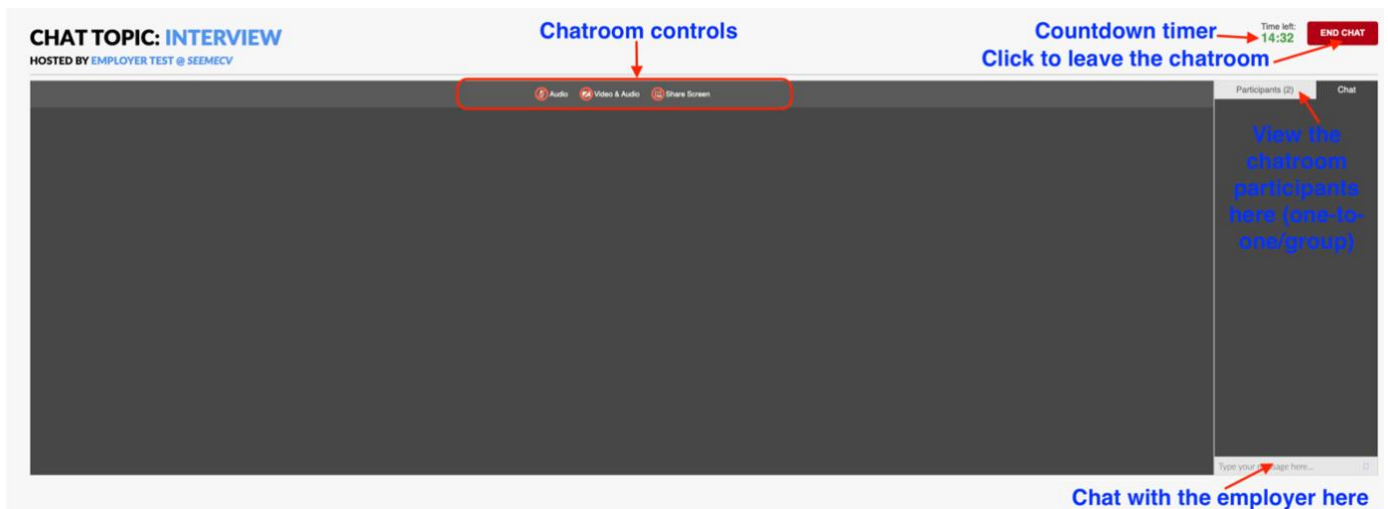 CHAT TOPIC: INTERVIEW
HOSTED BY EMPLOYER TEST @ SEEMECV
Chatroom controls
Countdown timer
Time left:
14:32
END CHAT
Click to leave the chatroom
Audio
Video & Audio
Share Screen
Participants (2)
Chat
View the
chatroom
participants
here (one-to-
one/group)
Type your message here...
Chat with the employer here